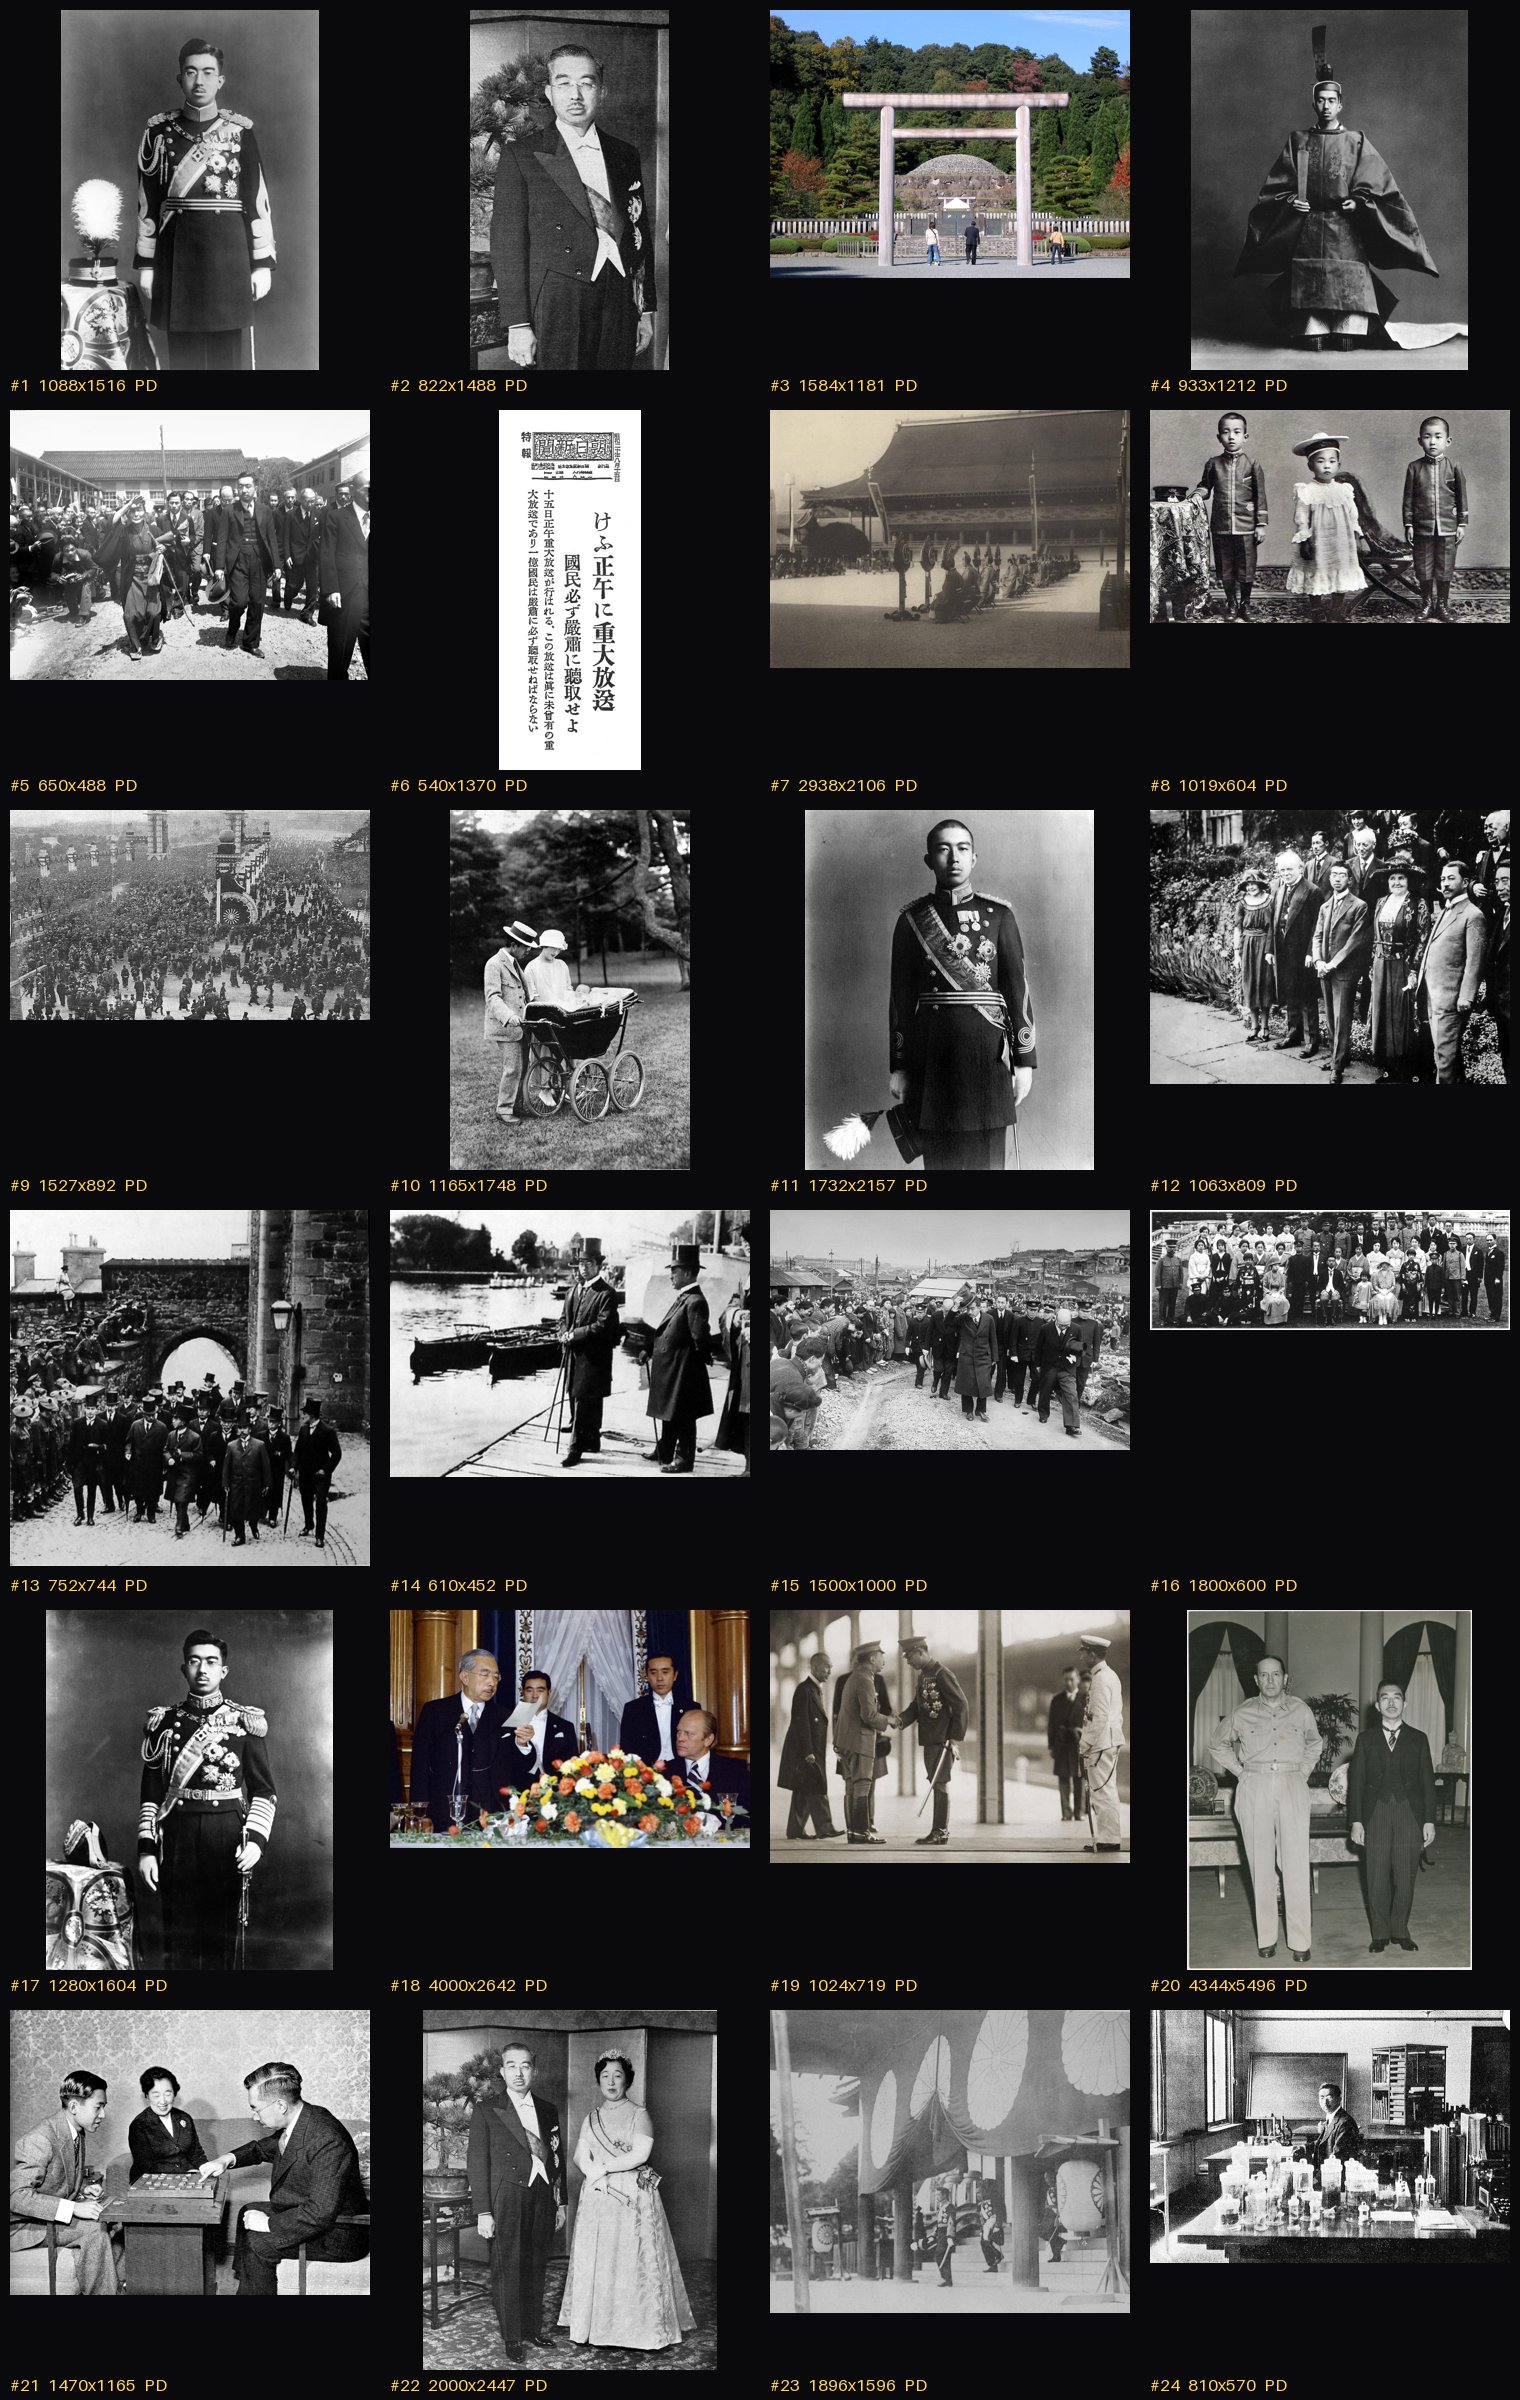 #1 1088x1516 PD
#2 822x1488 PD
#3 1584x1181 PD
#4 933x1212 PD
特報
朝日新聞
けふ正午に重大放送
國民必ず嚴肅に聽取せよ
十五日正午重大放送が行はれる、この放送は眞に未曾有の重
大放送であり一億國民は嚴肅に必ず聽取せねばならない
#5 650x488 PD
#6 540x1370 PD
#7 2938x2106 PD
#8 1019x604 PD
#9 1527x892 PD
#10 1165x1748 PD
#11 1732x2157 PD
#12 1063x809 PD
#13 752x744 PD
#14 610x452 PD
#15 1500x1000 PD
#16 1800x600 PD
#17 1280x1604 PD
#18 4000x2642 PD
#19 1024x719 PD
#20 4344x5496 PD
#21 1470x1165 PD
#22 2000x2447 PD
#23 1896x1596 PD
#24 810x570 PD